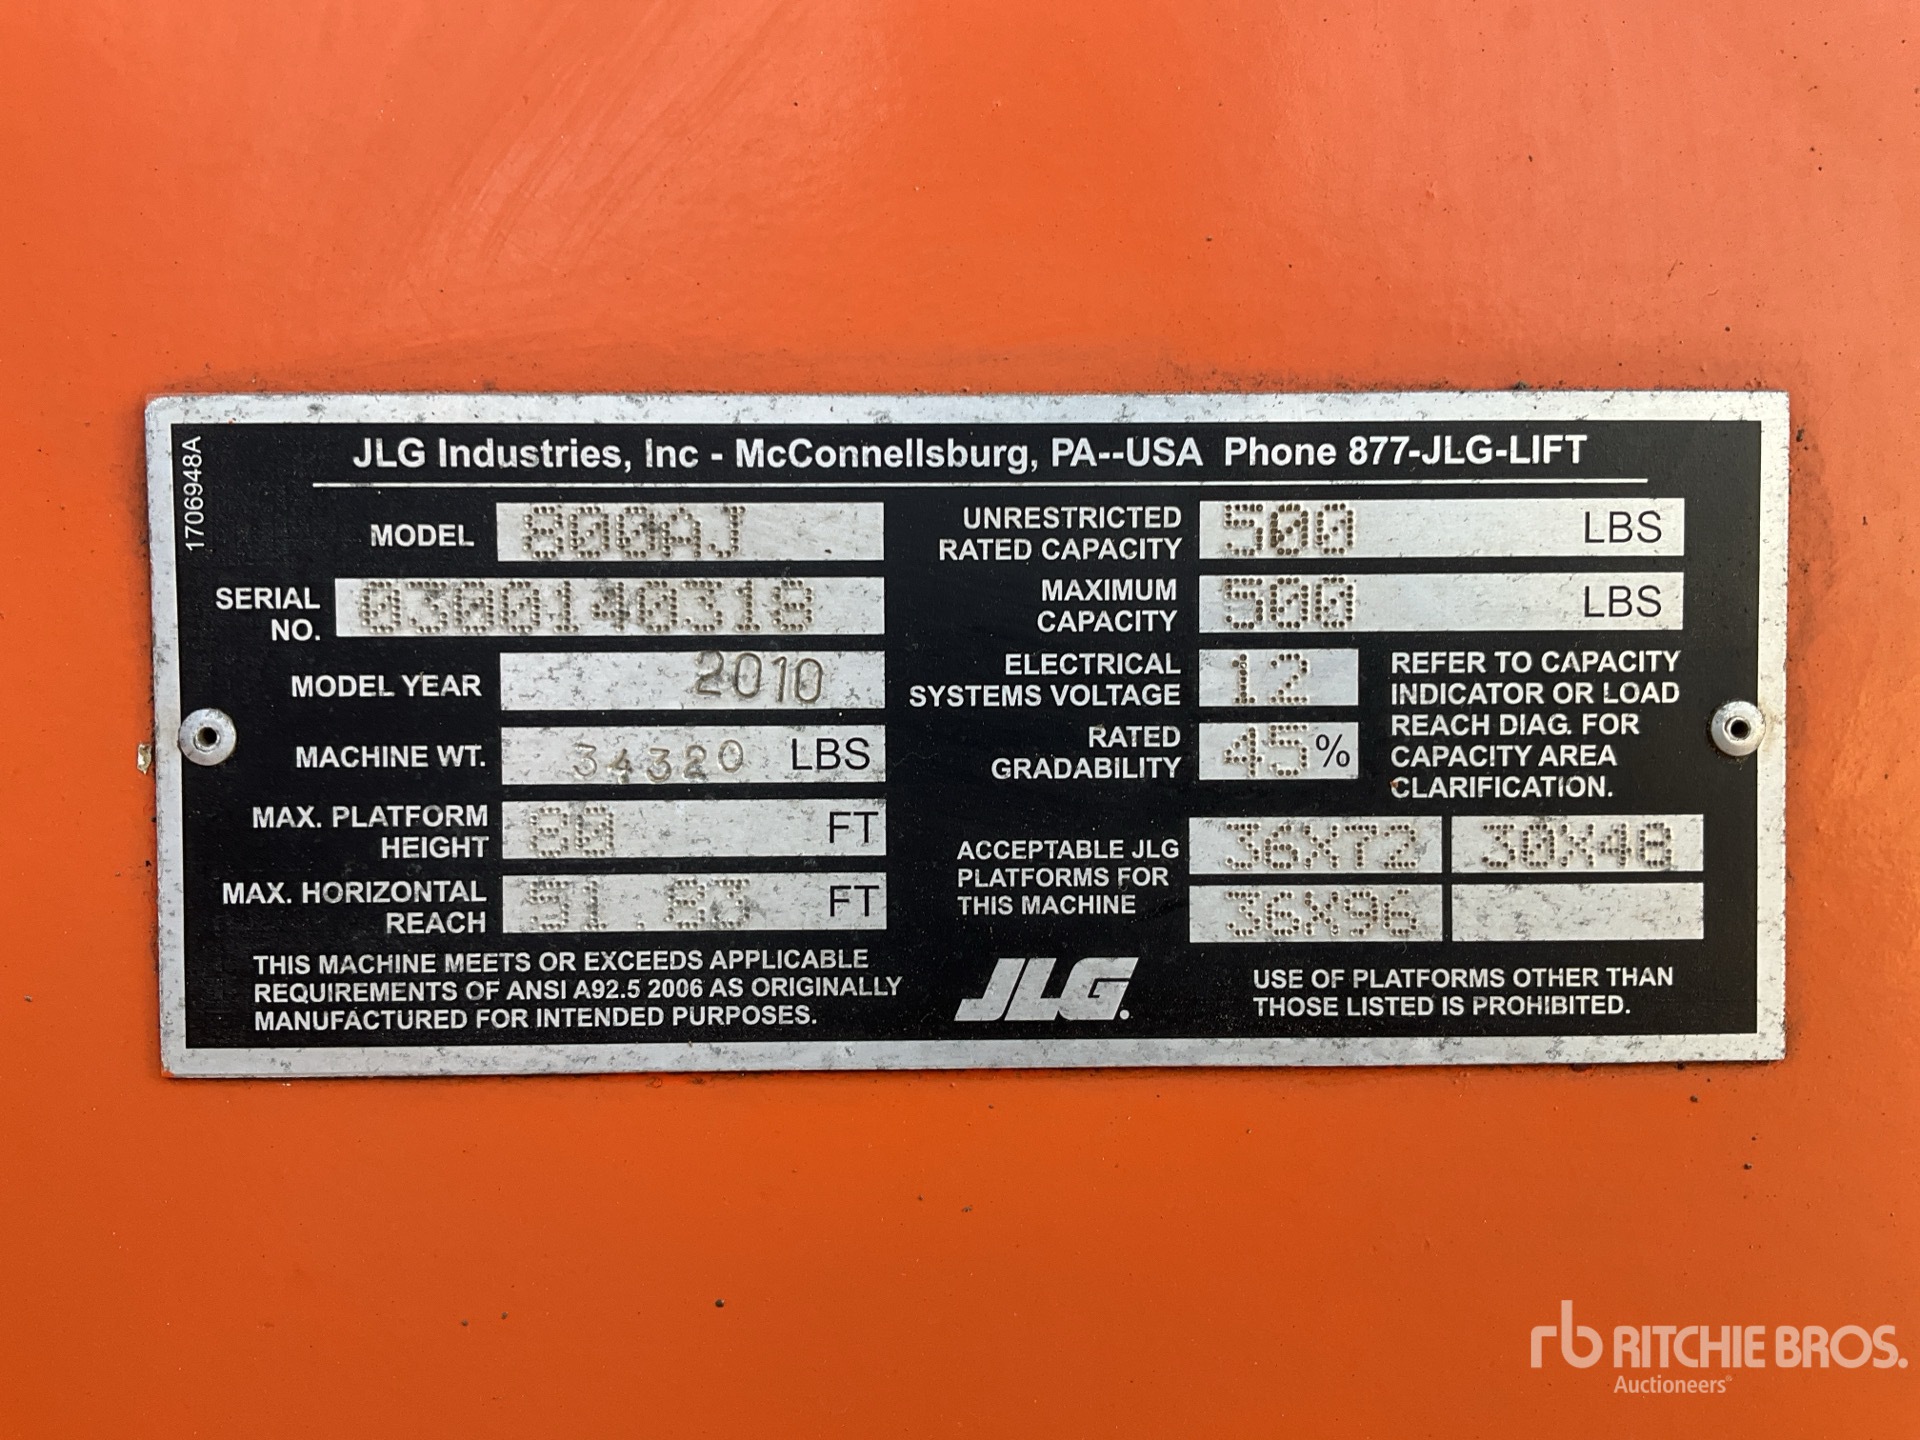 1706948A
JLG Industries, Inc - McConnellsburg, PA--USA Phone 877-JLG-LIFT
MODEL 800AJ
SERIAL NO. 0300140318
MODEL YEAR 2010
MACHINE WT. 34320 LBS
MAX. PLATFORM HEIGHT 80 FT
MAX. HORIZONTAL REACH 51.83 FT
THIS MACHINE MEETS OR EXCEEDS APPLICABLE
REQUIREMENTS OF ANSI A92.5 2006 AS ORIGINALLY
MANUFACTURED FOR INTENDED PURPOSES.
UNRESTRICTED RATED CAPACITY 500 LBS
MAXIMUM CAPACITY 500 LBS
ELECTRICAL SYSTEMS VOLTAGE 12
RATED GRADABILITY 45 %
REFER TO CAPACITY
INDICATOR OR LOAD
REACH DIAG. FOR
CAPACITY AREA
CLARIFICATION.
ACCEPTABLE JLG
PLATFORMS FOR
THIS MACHINE
36X72 30X48
36X96
JLG.
USE OF PLATFORMS OTHER THAN
THOSE LISTED IS PROHIBITED.
rb RITCHIE BROS.
Auctioneers